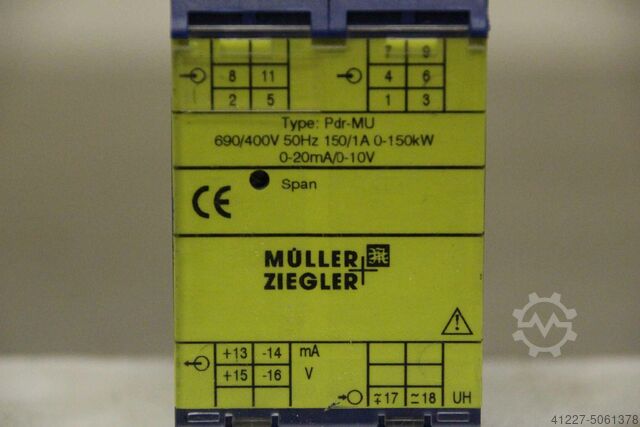 7 9
8 11 4 6
2 5 1 3
Type: Pdr-MU
690/400V 50Hz 150/1A 0-150kW
0-20mA/0-10V
Span
CE
MÜLLER
ZIEGLER
+13 -14 mA
+15 -16 V
∓17 ≃18 UH
41227-5061378